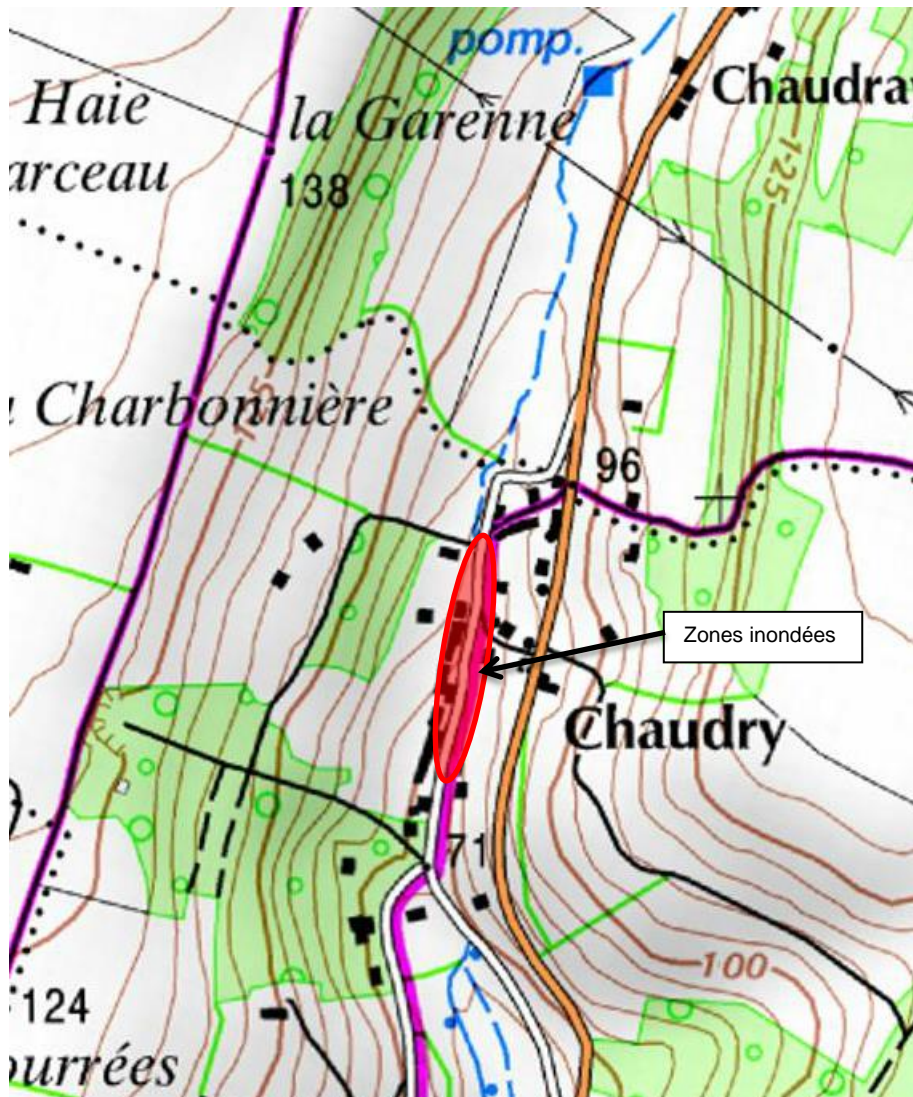 pomp.
Chaudra
Haie
arceau
la Garenne
138
125
Charbonnière
96
Zones inondées
Chaudry
71
100
124
ourrées